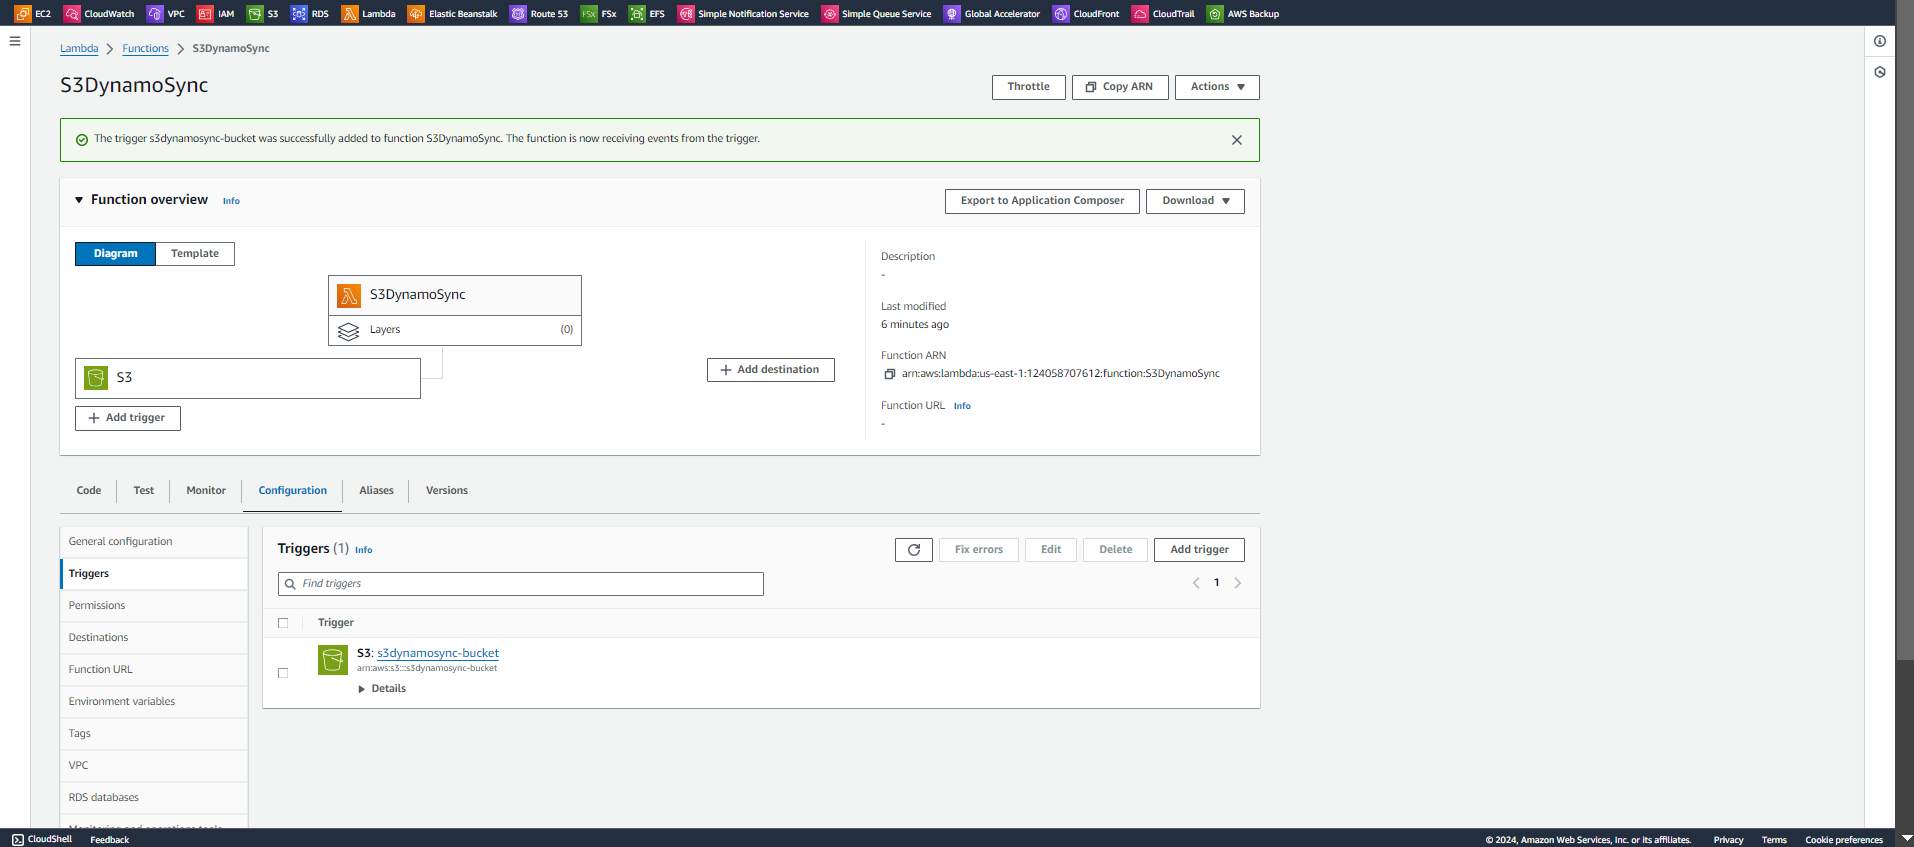 EC2 CloudWatch VPC IAM S3 RDS Lambda Elastic Beanstalk Route 53 FSx FSx EFS Simple Notification Service Simple Queue Service Global Accelerator CloudFront CloudTrail AWS Backup
Lambda Functions S3DynamoSync
S3DynamoSync
Throttle Copy ARN Actions
The trigger s3dynamosync-bucket was successfully added to function S3DynamoSync. The function is now receiving events from the trigger.
Function overview Info
Export to Application Composer Download
Diagram Template
S3DynamoSync
Layers (0)
S3
+ Add trigger
+ Add destination
Description
-
Last modified
6 minutes ago
Function ARN
arn:aws:lambda:us-east-1:124058707612:function:S3DynamoSync
Function URL Info
-
Code Test Monitor Configuration Aliases Versions
General configuration
Triggers
Permissions
Destinations
Function URL
Environment variables
Tags
VPC
RDS databases
Monitoring and operations tools
Triggers (1) Info
Fix errors Edit Delete Add trigger
Find triggers
1
Trigger
S3: s3dynamosync-bucket
arn:aws:s3:::s3dynamosync-bucket
Details
CloudShell Feedback
© 2024, Amazon Web Services, Inc. or its affiliates. Privacy Terms Cookie preferences